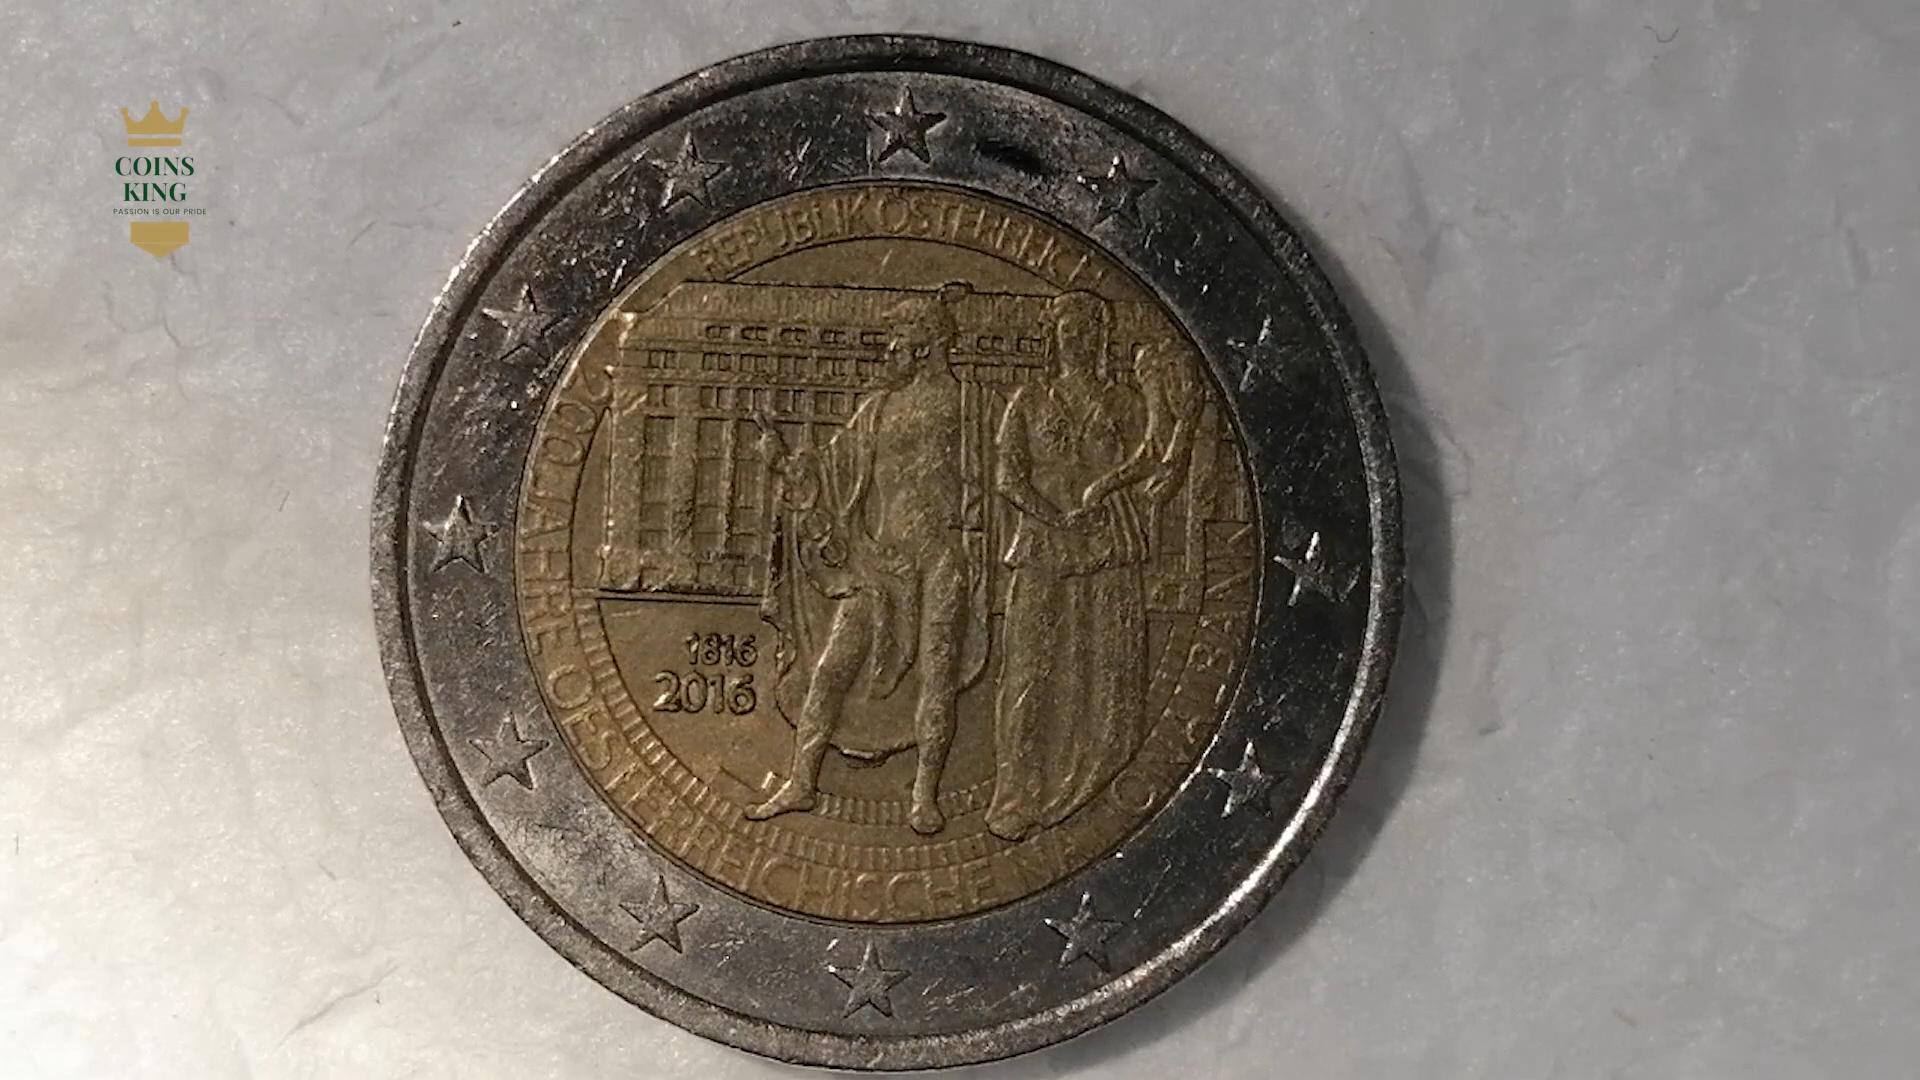 COINS
KING
PASSION IS OUR PRIDE
REPUBLIK ÖSTERREICH
200 JAHRE OESTERREICHISCHE NATIONALBANK
1816
2016